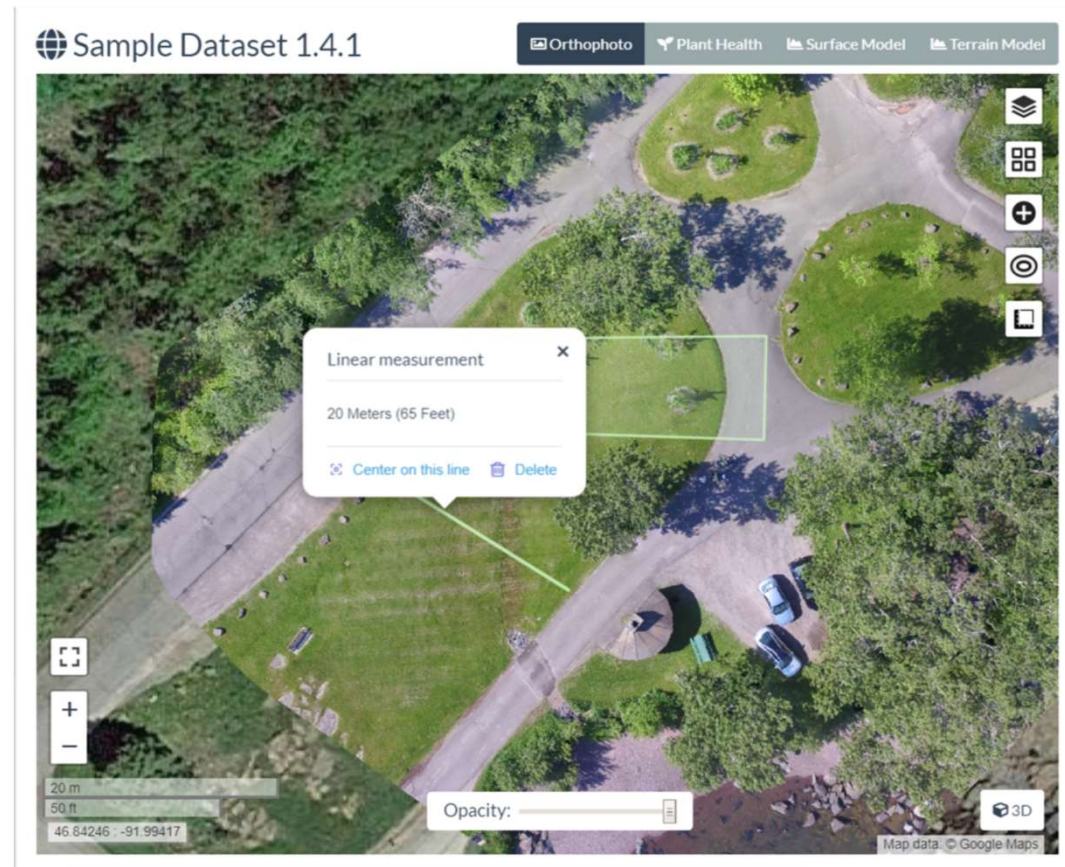 Sample Dataset 1.4.1
Orthophoto
Plant Health
Surface Model
Terrain Model
Linear measurement
20 Meters (65 Feet)
Center on this line
Delete
20 m
50 ft
46.84246 : -91.99417
Opacity:
3D
Map data: © Google Maps